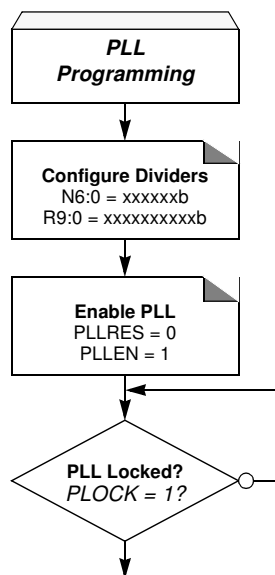 PLL
Programming
Configure Dividers
N6:0 = xxxxxxb
R9:0 = xxxxxxxxxxb
Enable PLL
PLLRES = 0
PLLEN = 1
PLL Locked?
PLOCK = 1?